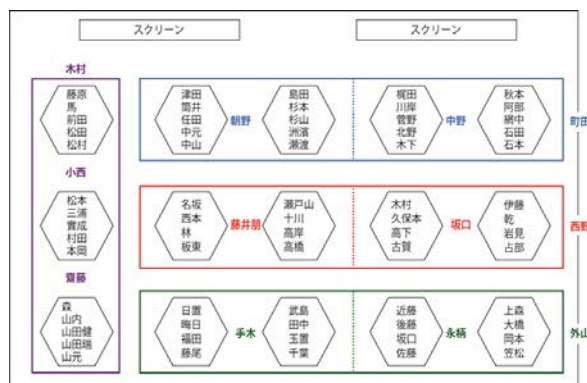 スクリーン
スクリーン
木村
藤原
馬
前田
松田
松村
小西
松本
三浦
實成
村田
本岡
齋藤
森
山内
山田健
山田瑞
山元
津田
筒井
任田
中元
中山
朝野
島田
杉本
杉山
洲濱
瀬渡
梶田
川岸
菅野
北野
木下
中野
秋本
阿部
網中
石田
石本
町田
名坂
西本
林
板東
藤井朋
瀬戸山
十川
高岸
高橋
木村
久保本
高下
古賀
坂口
伊藤
乾
岩見
占部
西野
日置
晦日
福田
藤尾
手木
武島
田中
玉置
千葉
近藤
後藤
坂口
佐藤
永柄
上森
大橋
岡本
笠松
外山